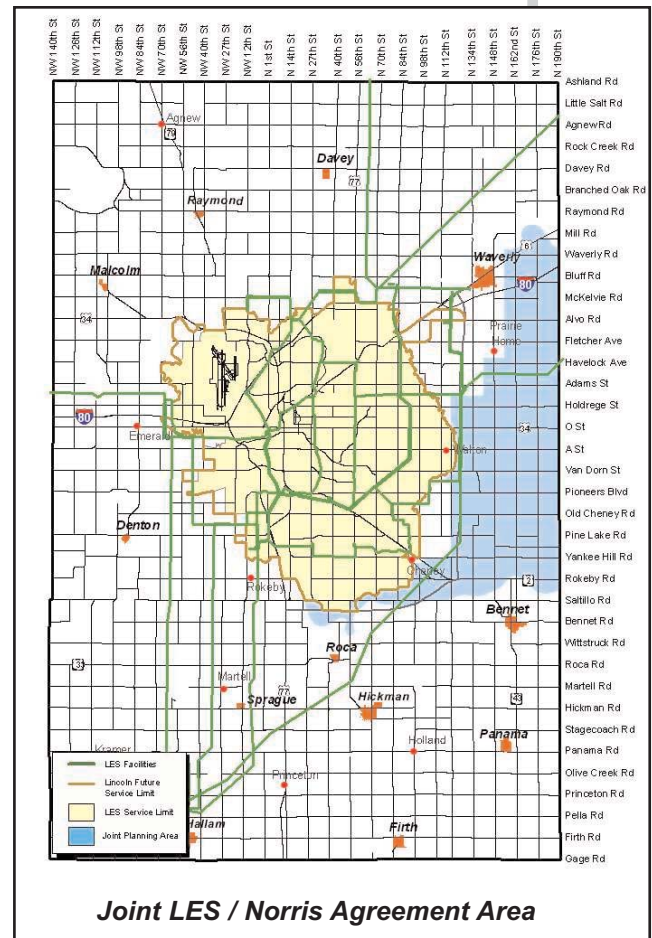 NW 140th St
NW 126th St
NW 112th St
NW 98th St
NW 84th St
NW 70th St
NW 56th St
NW 40th St
NW 27th St
NW 12th St
N 1st St
N 14th St
N 27th St
N 40th St
N 56th St
N 70th St
N 84th St
N 98th St
N 112th St
N 134th St
N 148th St
N 162nd St
N 176th St
N 190th St
Ashland Rd
Little Salt Rd
Agnew Rd
Rock Creek Rd
Davey Rd
Branched Oak Rd
Raymond Rd
Mill Rd
Waverly Rd
Bluff Rd
McKelvie Rd
Alvo Rd
Fletcher Ave
Havelock Ave
Adams St
Holdrege St
O St
A St
Van Dorn St
Pioneers Blvd
Old Cheney Rd
Pine Lake Rd
Yankee Hill Rd
Rokeby Rd
Saltillo Rd
Bennet Rd
Wittstruck Rd
Roca Rd
Martell Rd
Hickman Rd
Stagecoach Rd
Panama Rd
Olive Creek Rd
Princeton Rd
Pella Rd
Firth Rd
Gage Rd
Agnew
79
Davey
77
Raymond
6
Waverly
Malcolm
80
34
Prairie
Home
80
Emerald
34
Walton
Denton
Cheney
Rokeby
2
Bennet
Roca
Martell
77
Sprague
Hickman
43
Holland
Panama
Kramer
Princeton
Hallam
Firth
LES Facilities
Lincoln Future
Service Limit
LES Service Limit
Joint Planning Area
Joint LES / Norris Agreement Area